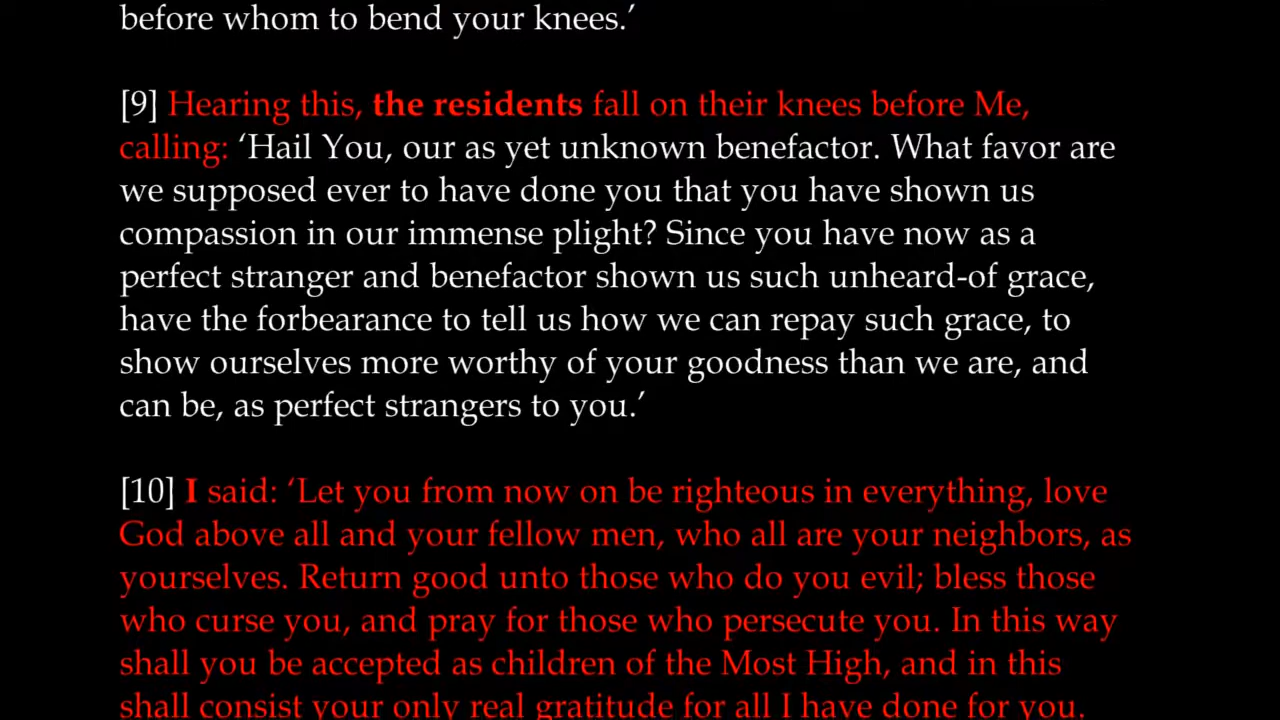 before whom to bend your knees.’
[9] Hearing this, the residents fall on their knees before Me,
calling: ‘Hail You, our as yet unknown benefactor. What favor are
we supposed ever to have done you that you have shown us
compassion in our immense plight? Since you have now as a
perfect stranger and benefactor shown us such unheard-of grace,
have the forbearance to tell us how we can repay such grace, to
show ourselves more worthy of your goodness than we are, and
can be, as perfect strangers to you.’
[10] I said: ‘Let you from now on be righteous in everything, love
God above all and your fellow men, who all are your neighbors, as
yourselves. Return good unto those who do you evil; bless those
who curse you, and pray for those who persecute you. In this way
shall you be accepted as children of the Most High, and in this
shall consist your only real gratitude for all I have done for you.